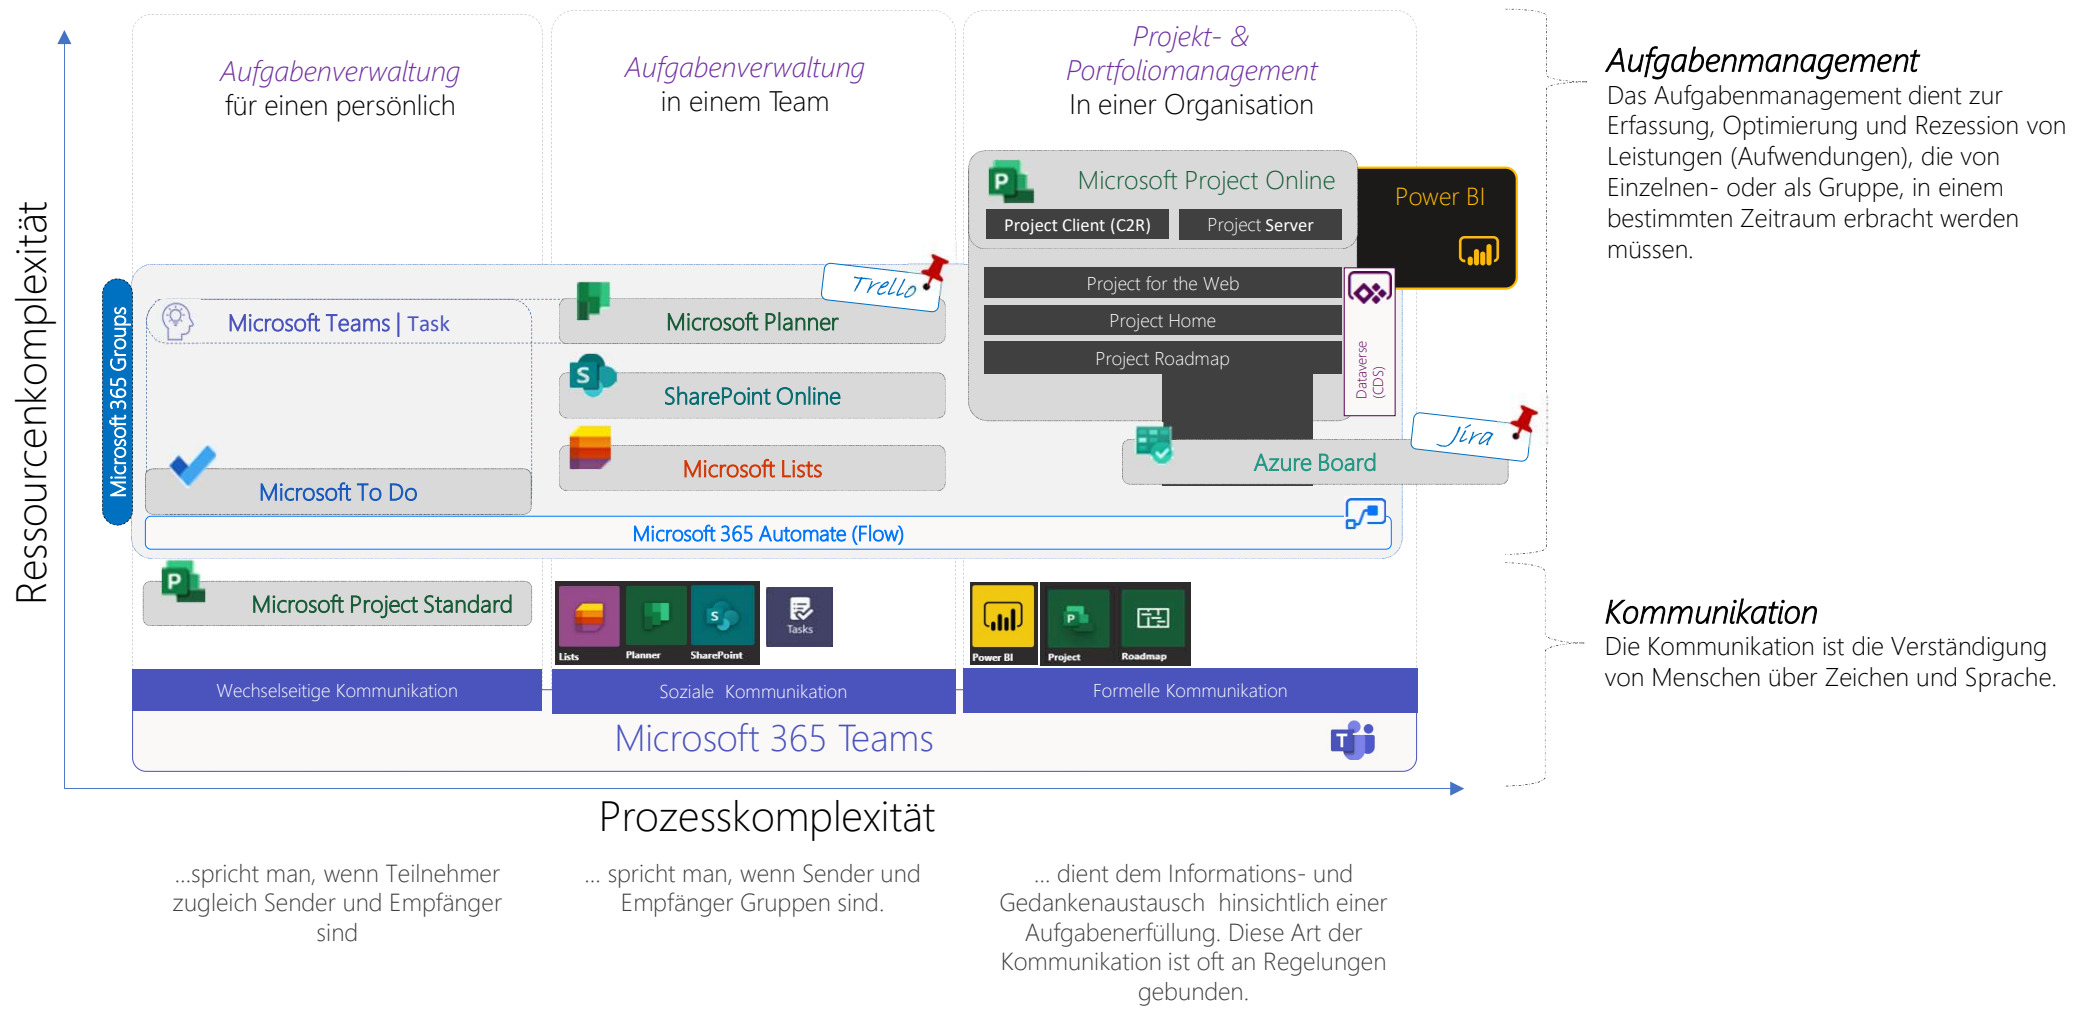 Aufgabenverwaltung
für einen persönlich
Aufgabenverwaltung
in einem Team
Projekt- &
Portfoliomanagement
In einer Organisation
Aufgabenmanagement
Das Aufgabenmanagement dient zur
Erfassung, Optimierung und Rezession von
Leistungen (Aufwendungen), die von
Einzelnen- oder als Gruppe, in einem
bestimmten Zeitraum erbracht werden
müssen.
Ressourcenkomplexität
Microsoft 365 Groups
Microsoft Project Online
Project Client (C2R)
Project Server
Power BI
Project for the Web
Project Home
Project Roadmap
Dataverse
(CDS)
Trello
Microsoft Teams | Task
Microsoft Planner
SharePoint Online
Microsoft Lists
Microsoft To Do
Jira
Azure Board
Microsoft 365 Automate (Flow)
Microsoft Project Standard
Lists
Planner
SharePoint
Tasks
Power BI
Project
Roadmap
Kommunikation
Die Kommunikation ist die Verständigung
von Menschen über Zeichen und Sprache.
Wechselseitige Kommunikation
Soziale Kommunikation
Formelle Kommunikation
Microsoft 365 Teams
Prozesskomplexität
...spricht man, wenn Teilnehmer
zugleich Sender und Empfänger
sind
... spricht man, wenn Sender und
Empfänger Gruppen sind.
... dient dem Informations- und
Gedankenaustausch hinsichtlich einer
Aufgabenerfüllung. Diese Art der
Kommunikation ist oft an Regelungen
gebunden.